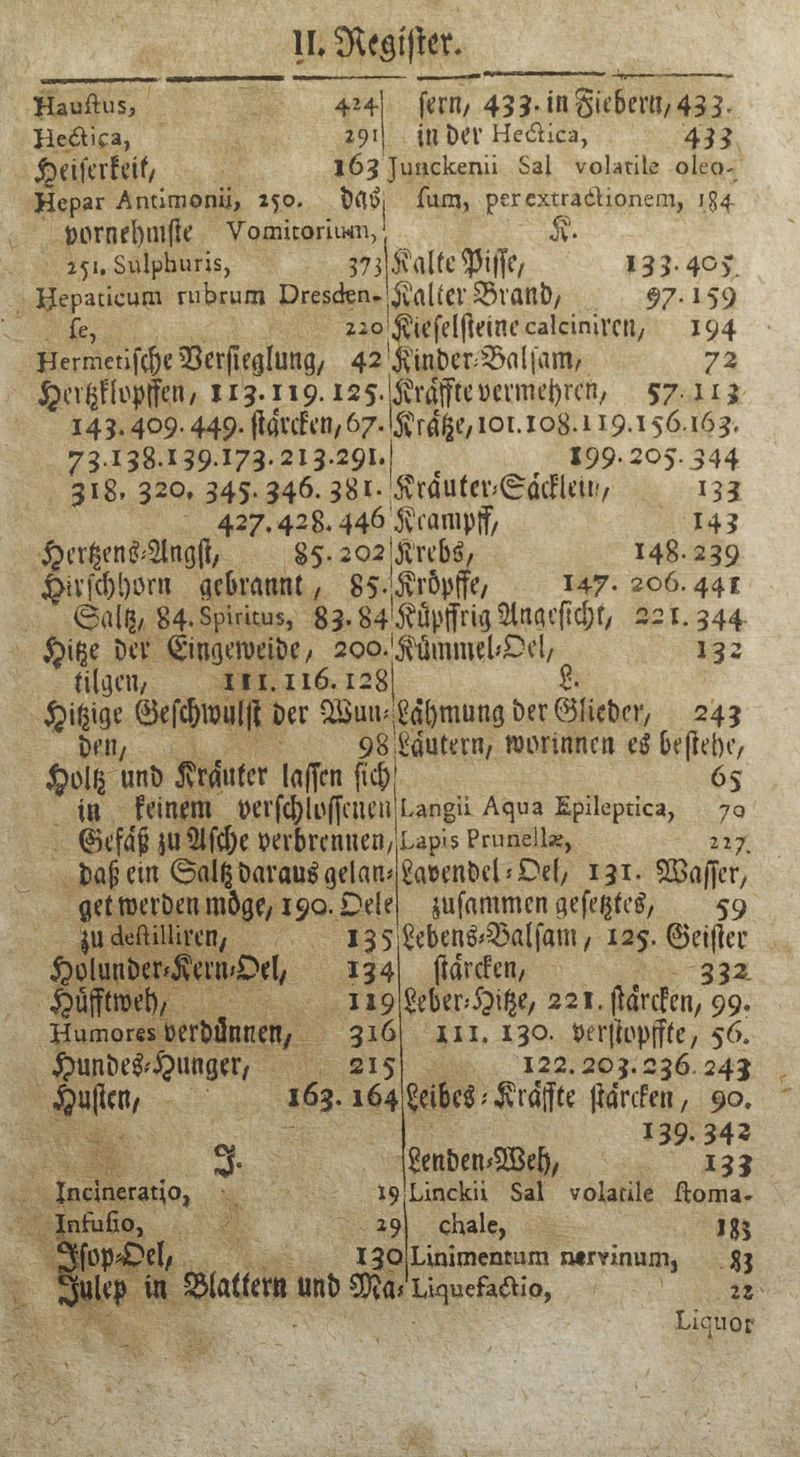 II. Register.
Haustus, 424
Hectica, 291
Heiserkeit/ 163
Hepar Antimonii, 250. das
vornehmste Vomitorium,
251. Sulphuris, 373
Hepaticum rubrum Dresden-
se, 220
Hermetische Versieglung/ 42
Hertzklopffen/ 113.119.125.
143.409.449. stärcken/67.
73.138.139.173.213.291.
318. 320. 345. 346. 381.
427.428.446
Hertzens-Angst/ 85.202
Hirschhorn gebrannt/ 85.
Saltz/ 84. Spiritus, 83.84
Hitze der Eingeweide/ 200.
tilgen/ 111.116.128
Hitzige Geschwulst der Wun-
den/ 98
Holtz und Kräuter lassen sich
in keinem verschlossenen
Gefäß zu Asche verbrennen/
daß ein Saltz daraus gelan-
get werden möge/ 190. Oele
zu destilliren/ 135
Holunder-Kern-Oel/ 134
Hüfftweh/ 119
Humores verdünnen/ 316
Hundes-Hunger/ 215
Husten/ 163.164
J.
Incineratio, 19
Infusio, 29
Isop-Oel/ 130
Julep in Blattern und Ma-
sern/ 433. in Fiebern/433.
in der Hectica, 433
Junckenii Sal volatile oleo-
sum, per extractionem, 184
K.
Kalte Pisse/ 133.405.
Kalter Brand/ 97.159
Kieselsteine calciniren/ 194
Kinder-Balsam/ 72
Kräffte vermehren/ 57.113
Krätze/101.108.119.156.163.
199.205.344
Kräuter-Säcklein/ 133
Krampff/ 143
Krebs/ 148.239
Kröpffe/ 147. 206.441
Küpffrig Angesicht/ 221.344
Kümmel-Oel/ 132
L.
Lähmung der Glieder/ 243
Läutern/ worinnen es bestehe/
65
Langii Aqua Epileptica, 70
Lapis Prunellæ, 227.
Lavendel-Oel/ 131. Wasser/
zusammen gesetztes/ 59
Lebens-Balsam/ 125. Geister
stärcken/ 332
Leber-Hitze/ 221. stärcken/ 99.
111. 130. verstopffte/ 56.
122.203.236.243
Leibes-Kräffte stärcken/ 90.
139.342
Lenden-Weh/ 133
Linckii Sal volatile stoma-
chale, 185
Linimentum nervinum, 83
Liquefactio, 22
Liquor